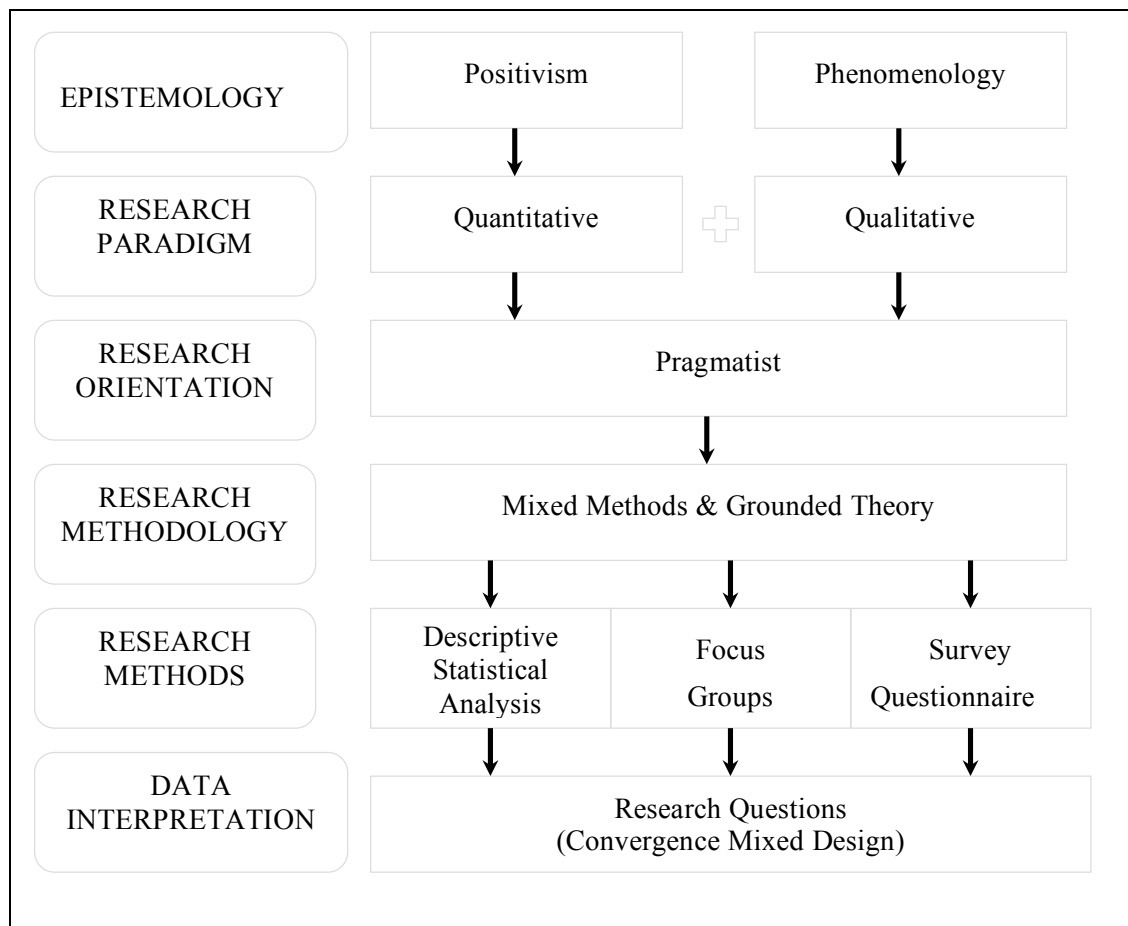 EPISTEMOLOGY
Positivism
Phenomenology
RESEARCH
PARADIGM
Quantitative
Qualitative
RESEARCH
ORIENTATION
Pragmatist
RESEARCH
METHODOLOGY
Mixed Methods & Grounded Theory
RESEARCH
METHODS
Descriptive
Statistical
Analysis
Focus
Groups
Survey
Questionnaire
DATA
INTERPRETATION
Research Questions
(Convergence Mixed Design)